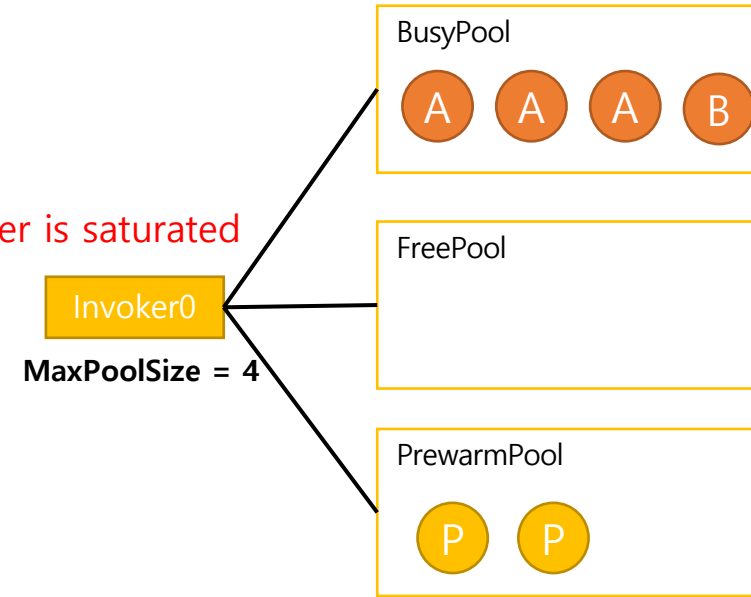 BusyPool
A A A B
er is saturated
FreePool
Invoker0
MaxPoolSize = 4
PrewarmPool
P P